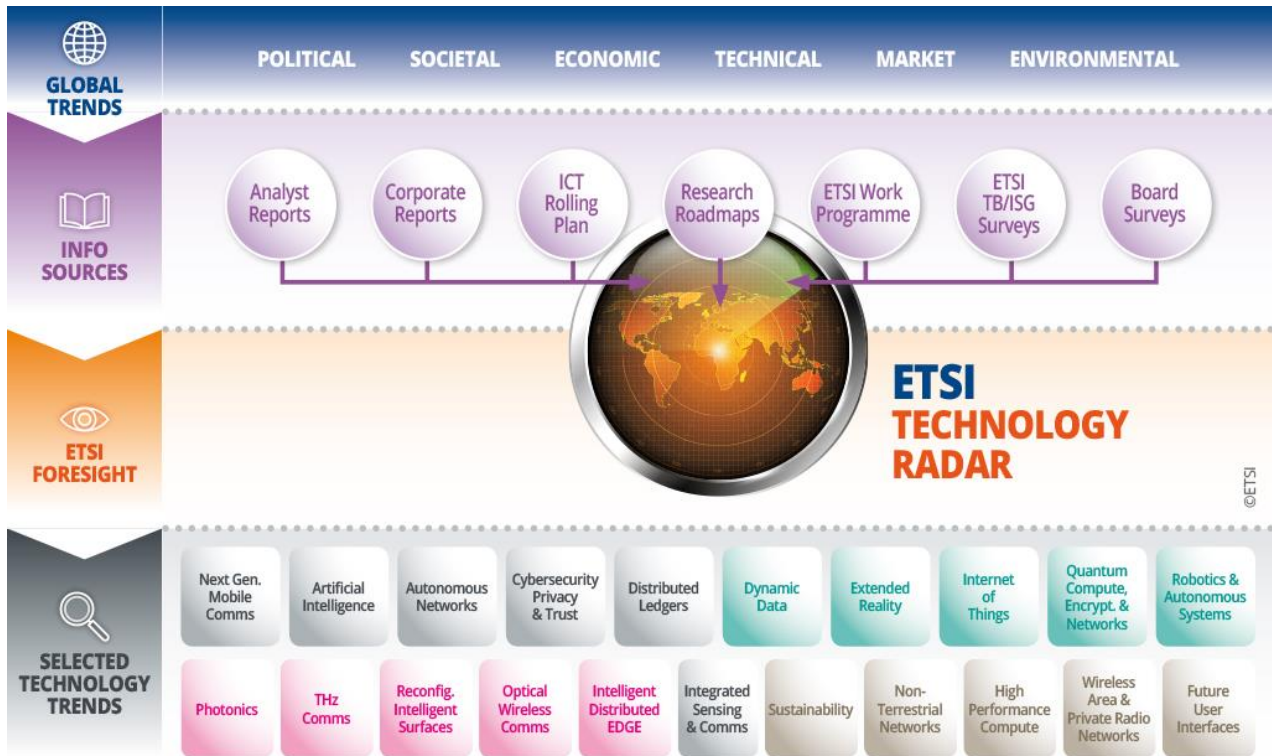 GLOBAL
TRENDS
POLITICAL SOCIETAL ECONOMIC TECHNICAL MARKET ENVIRONMENTAL
INFO
SOURCES
Analyst
Reports
Corporate
Reports
ICT
Rolling
Plan
Research
Roadmaps
ETSI Work
Programme
ETSI
TB/ISG
Surveys
Board
Surveys
ETSI
FORESIGHT
ETSI
TECHNOLOGY
RADAR
©ETSI
SELECTED
TECHNOLOGY
TRENDS
Next Gen.
Mobile
Comms
Artificial
Intelligence
Autonomous
Networks
Cybersecurity
Privacy
& Trust
Distributed
Ledgers
Dynamic
Data
Extended
Reality
Internet
of
Things
Quantum
Compute,
Encrypt. &
Networks
Robotics &
Autonomous
Systems
Photonics
THz
Comms
Reconfig.
Intelligent
Surfaces
Optical
Wireless
Comms
Intelligent
Distributed
EDGE
Integrated
Sensing
& Comms
Sustainability
Non-
Terrestrial
Networks
High
Performance
Compute
Wireless
Area &
Private Radio
Networks
Future
User
Interfaces